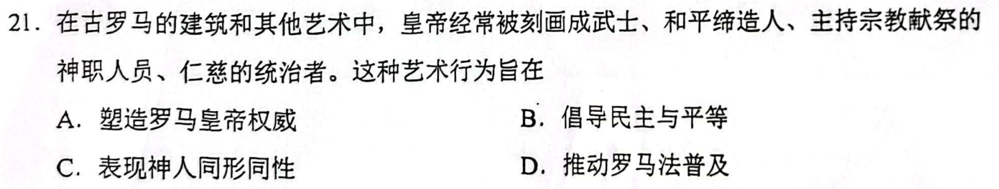 21. 在古罗马的建筑和其他艺术中，皇帝经常被刻画成武士、和平缔造人、主持宗教献祭的
神职人员、仁慈的统治者。这种艺术行为旨在
A. 塑造罗马皇帝权威 B. 倡导民主与平等
C. 表现神人同形同性 D. 推动罗马法普及